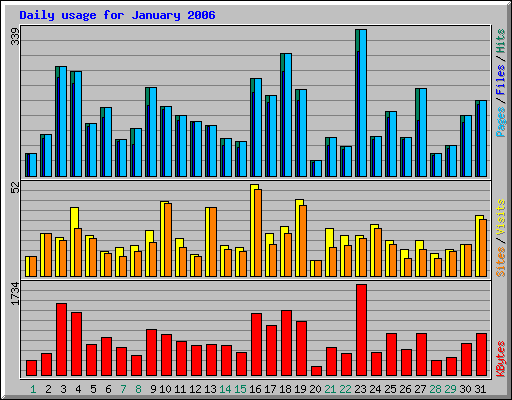 Daily usage for January 2006
339
Pages / Files / Hits
52
Sites / Visits
1734
KBytes
1 2 3 4 5 6 7 8 9 10 11 12 13 14 15 16 17 18 19 20 21 22 23 24 25 26 27 28 29 30 31